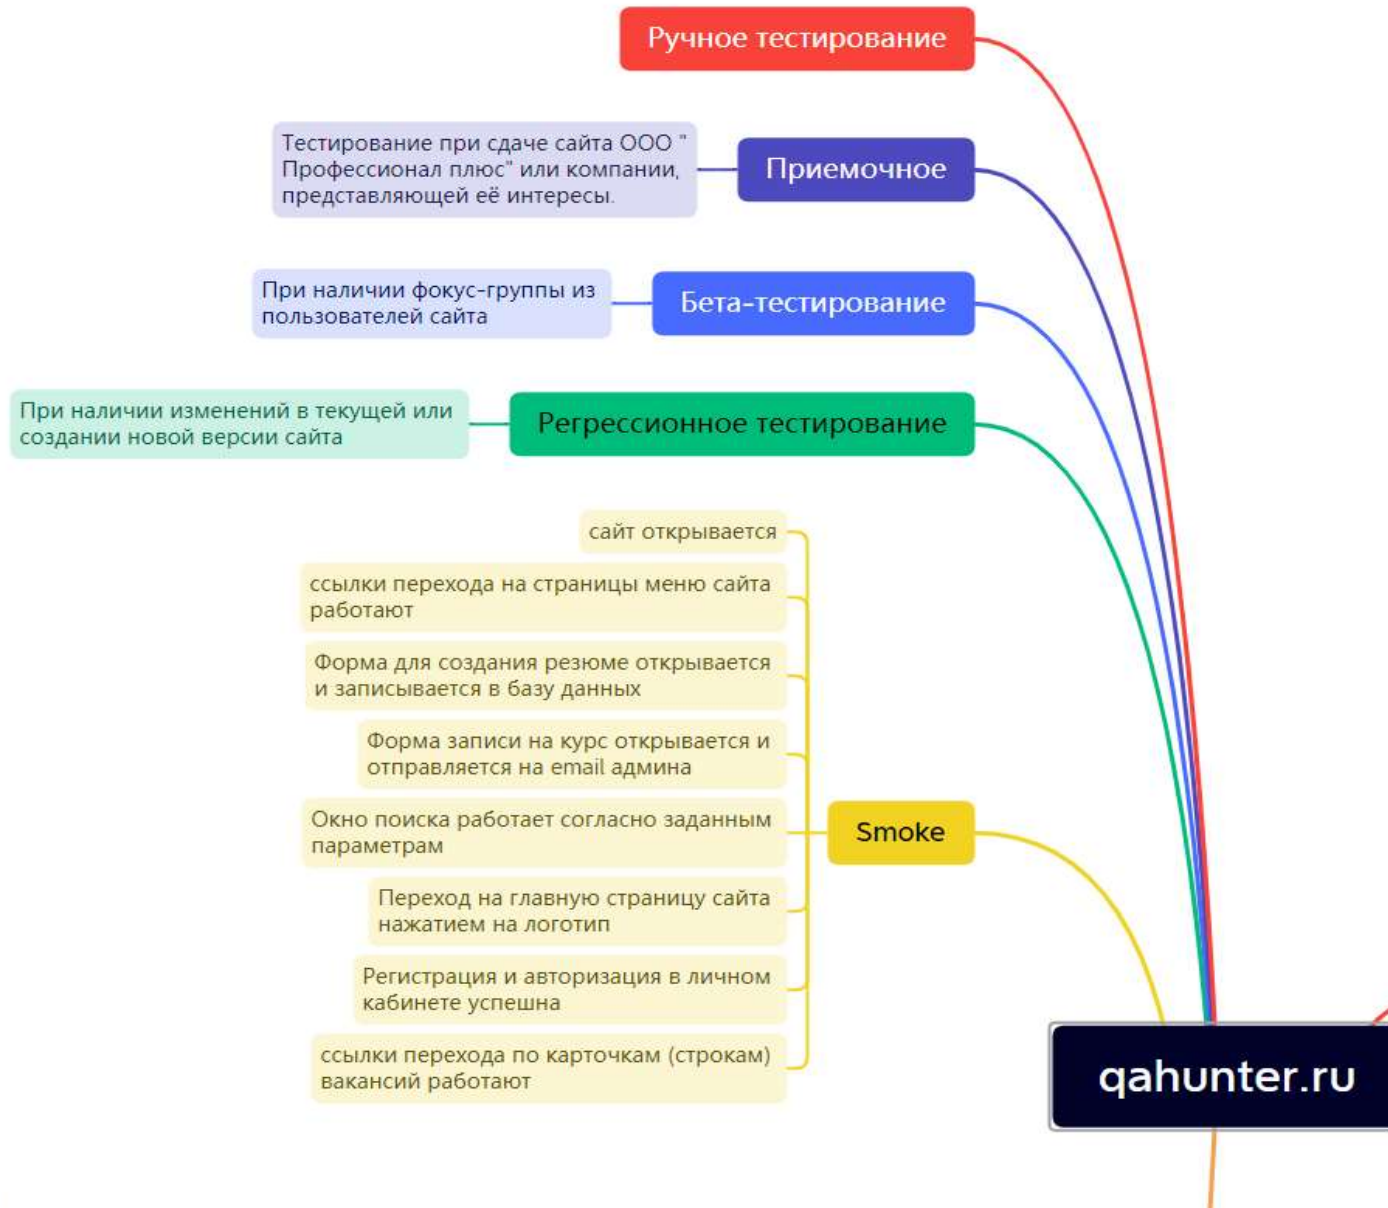 Ручное тестирование
Тестирование при сдаче сайта ООО "
Профессионал плюс" или компании,
представляющей её интересы.
Приемочное
При наличии фокус-группы из
пользователей сайта
Бета-тестирование
При наличии изменений в текущей или
создании новой версии сайта
Регрессионное тестирование
сайт открывается
ссылки перехода на страницы меню сайта
работают
Форма для создания резюме открывается
и записывается в базу данных
Форма записи на курс открывается и
отправляется на email админа
Окно поиска работает согласно заданным
параметрам
Переход на главную страницу сайта
нажатием на логотип
Регистрация и авторизация в личном
кабинете успешна
ссылки перехода по карточкам (строкам)
вакансий работают
Smoke
qahunter.ru